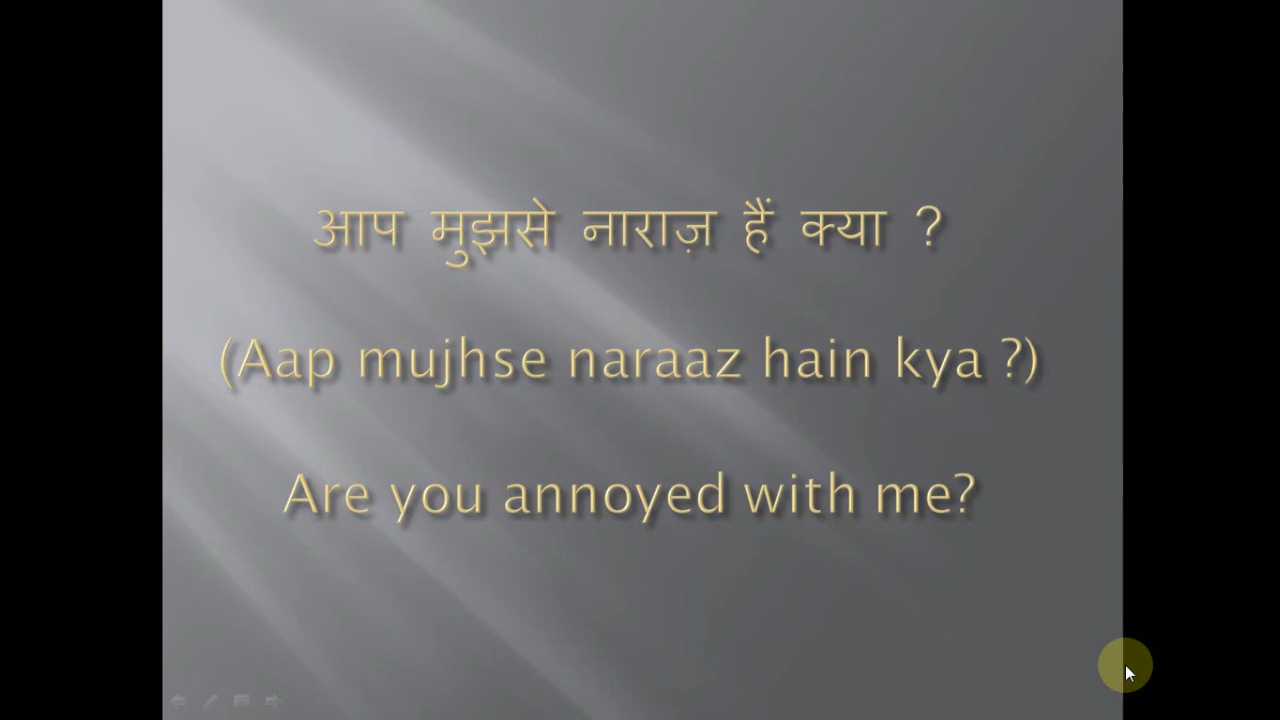 आप मुझसे नाराज़ हैं क्या ?
(Aap mujhse naraaz hain kya ?)
Are you annoyed with me?